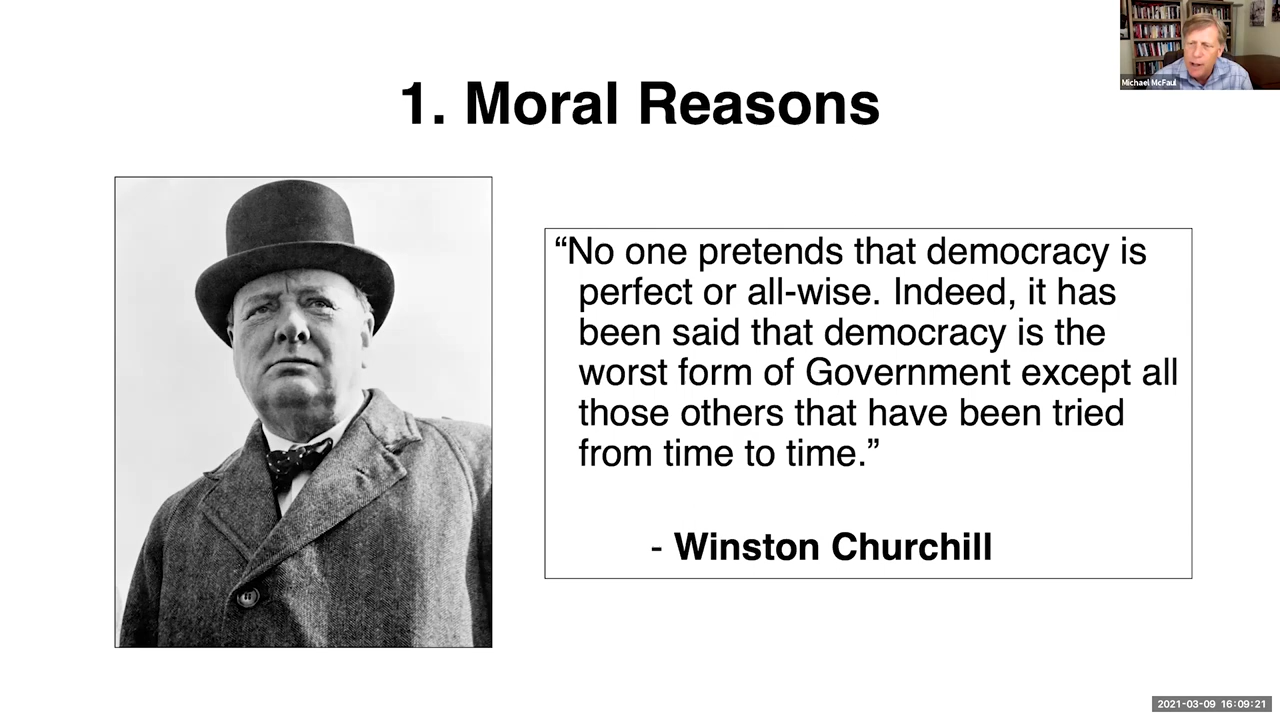 Michael McFaul
1. Moral Reasons
“No one pretends that democracy is
perfect or all-wise. Indeed, it has
been said that democracy is the
worst form of Government except all
those others that have been tried
from time to time.”
- Winston Churchill
2021-03-09 16:09:21